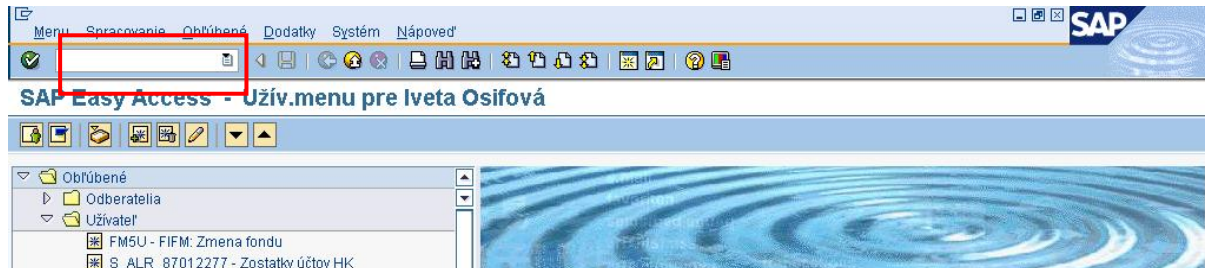 Menu Spracovanie Obľúbené Dodatky Systém Nápoveď
SAP
SAP Easy Access - Užív.menu pre Iveta Osifová
Obľúbené
Odberatelia
Užívateľ
FM5U - FIFM: Zmena fondu
S_ALR_87012277 - Zostatky účtov HK